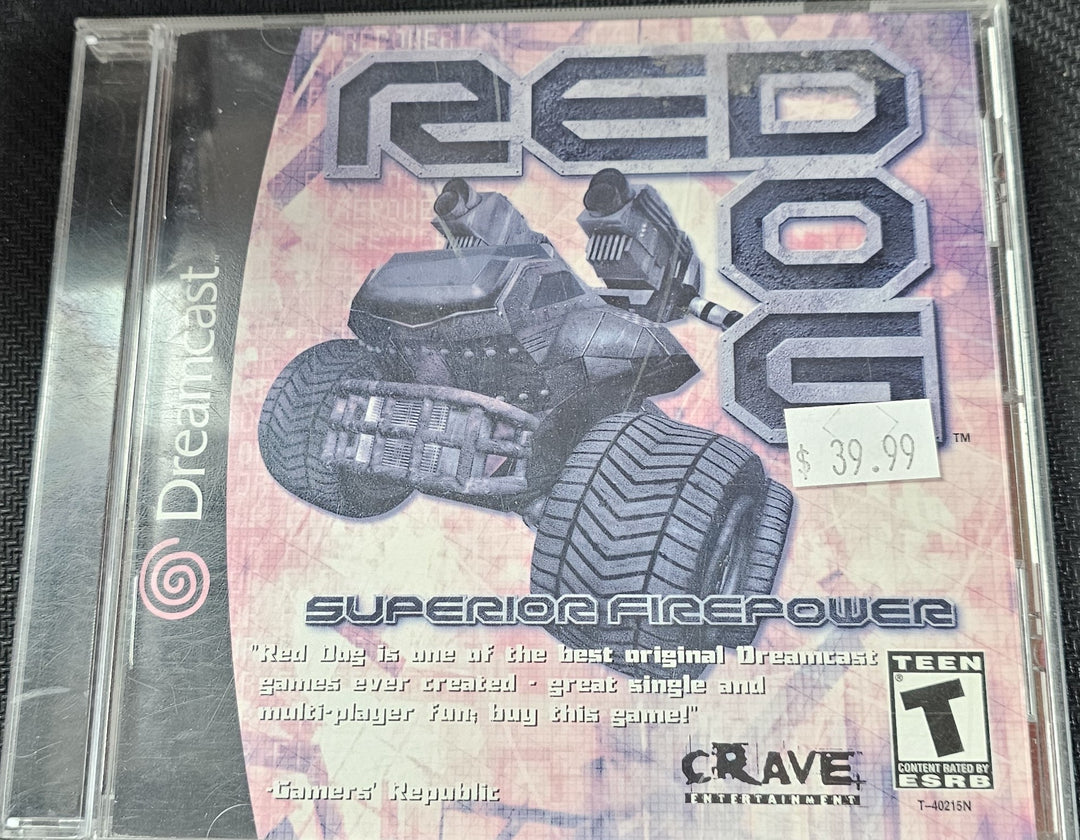 RED
DOG
TM
Dreamcast™
$ 39.99
SUPERIOR FIREPOWER
"Red Dog is one of the best original Dreamcast
games ever created - great single and
multi-player fun; buy this game!"
-Gamers' Republic
CRAVE
ENTERTAINMENT
TEEN
®
T
CONTENT RATED BY
ESRB
T-40215N